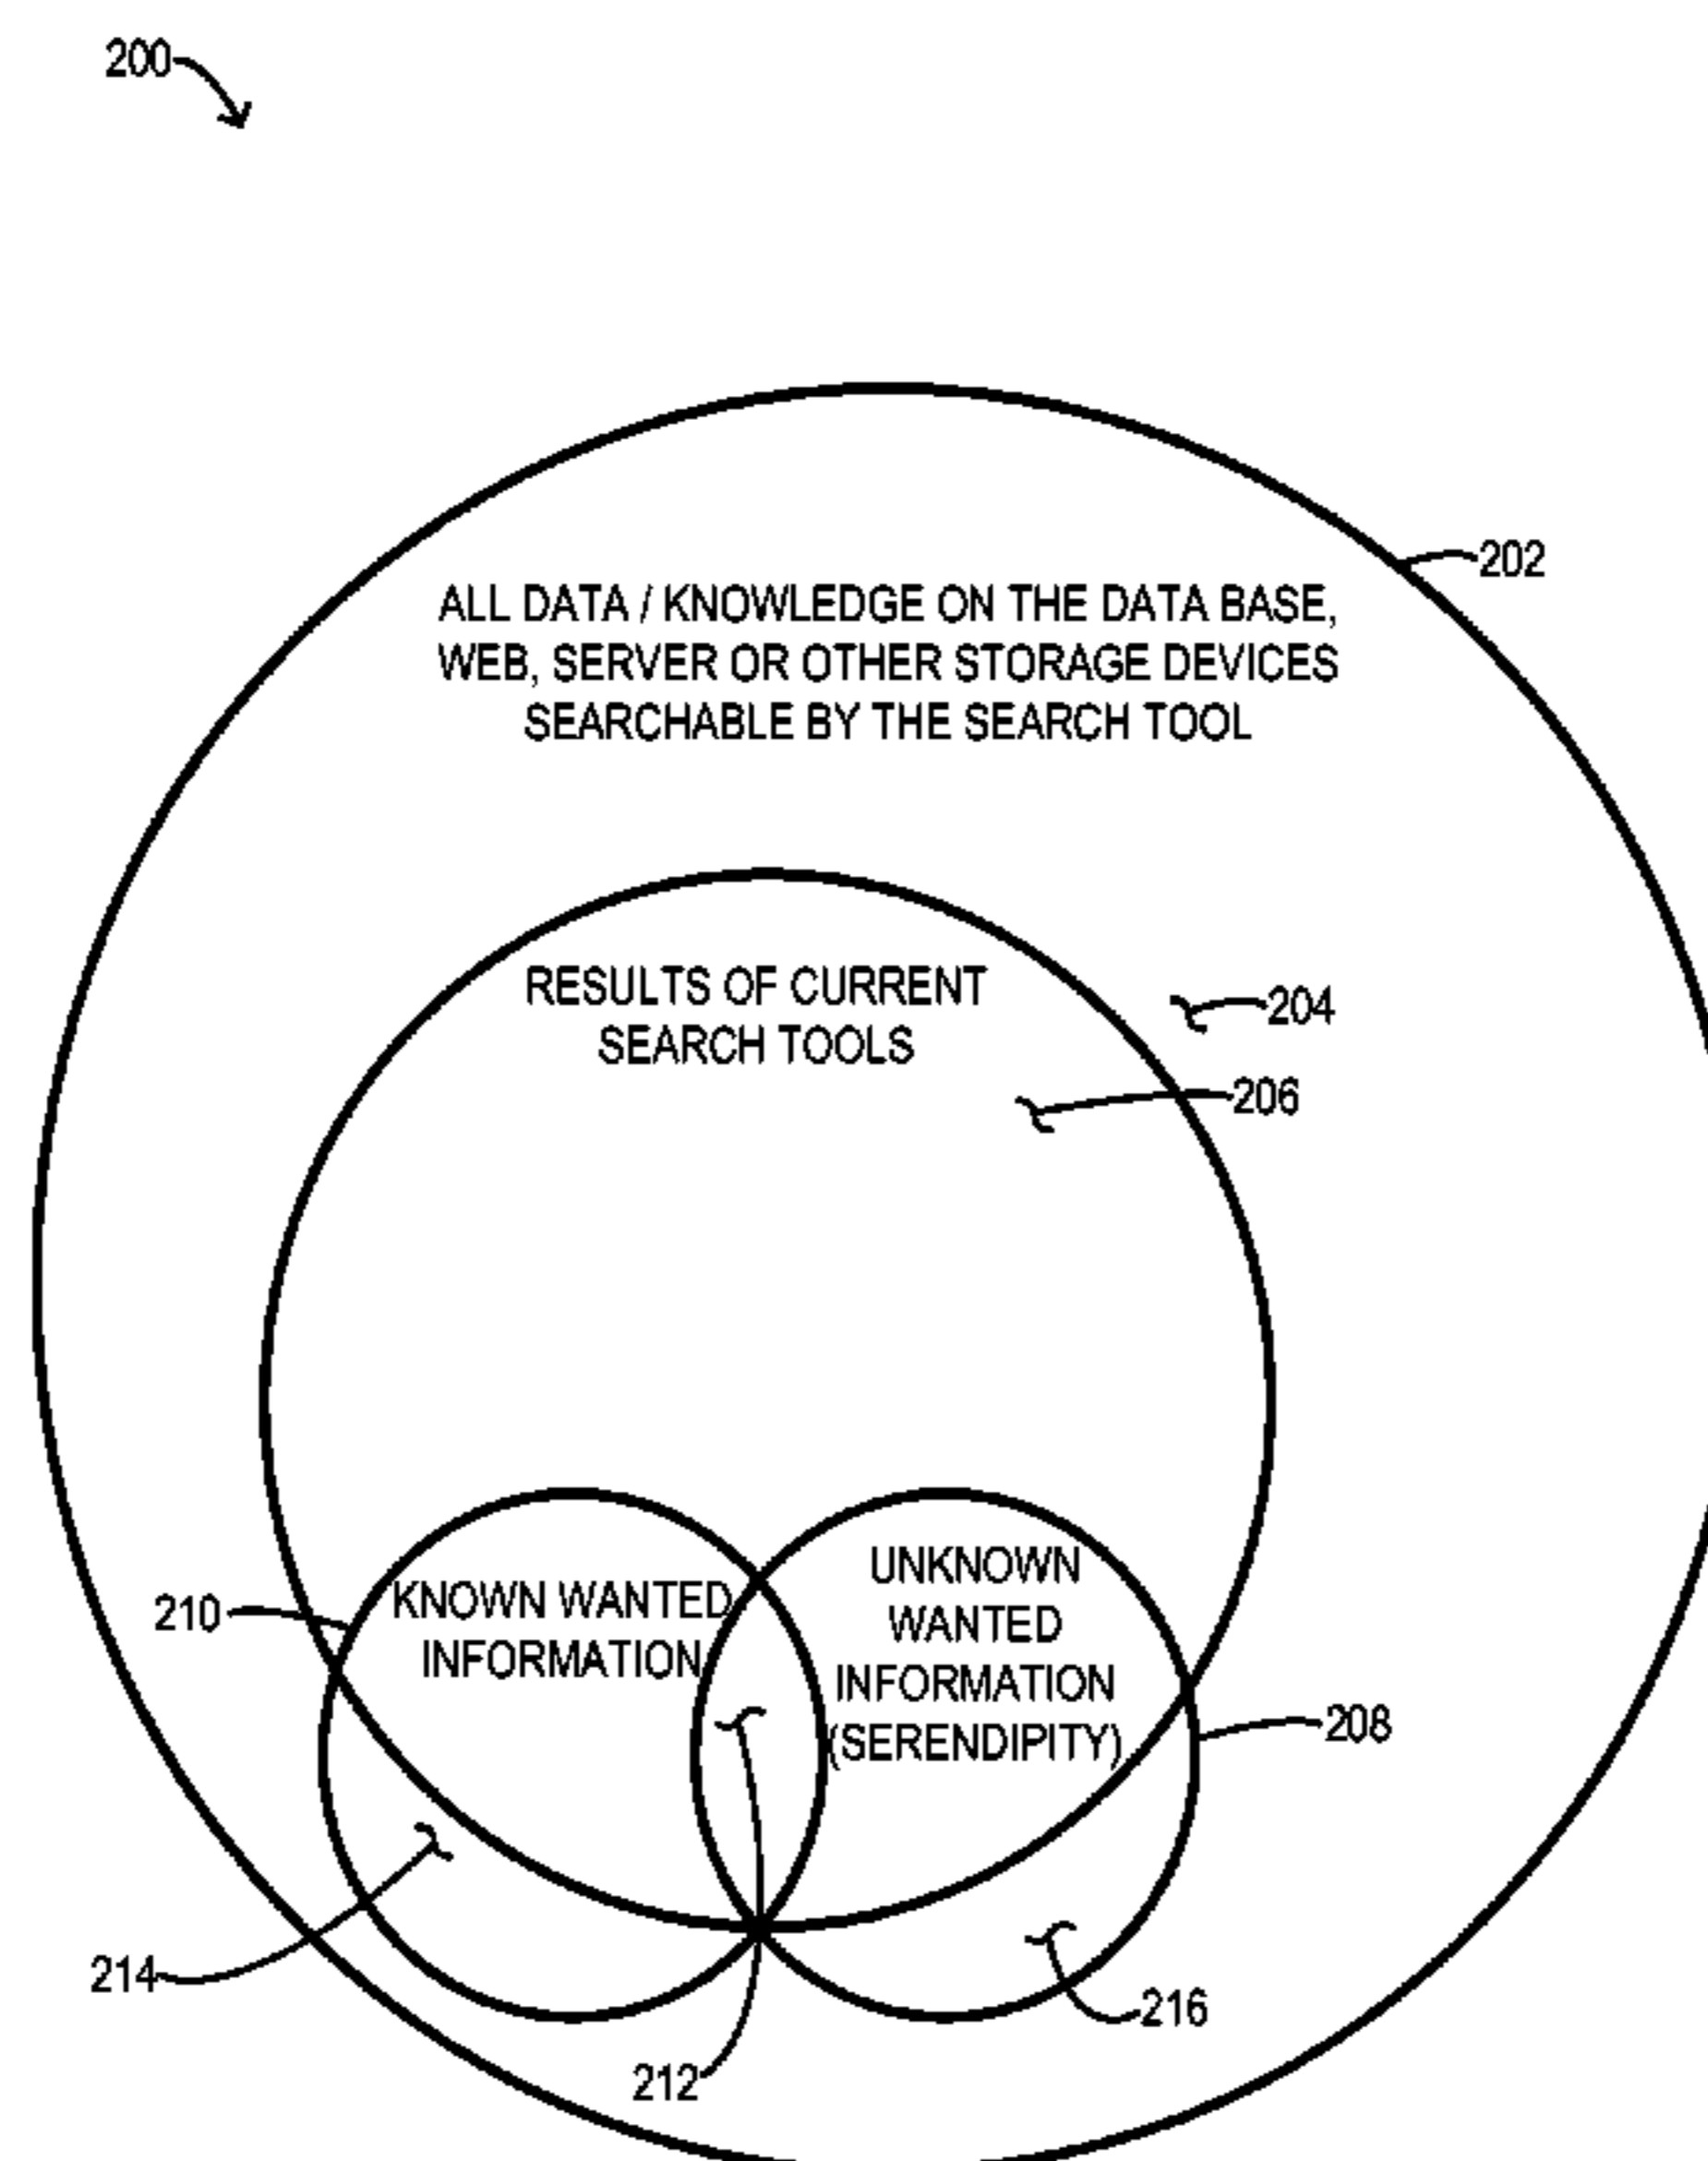 200
202
ALL DATA / KNOWLEDGE ON THE DATA BASE,
WEB, SERVER OR OTHER STORAGE DEVICES
SEARCHABLE BY THE SEARCH TOOL
RESULTS OF CURRENT
SEARCH TOOLS
204
206
KNOWN WANTED
INFORMATION
UNKNOWN
WANTED
INFORMATION
(SERENDIPITY)
210
208
214
216
212